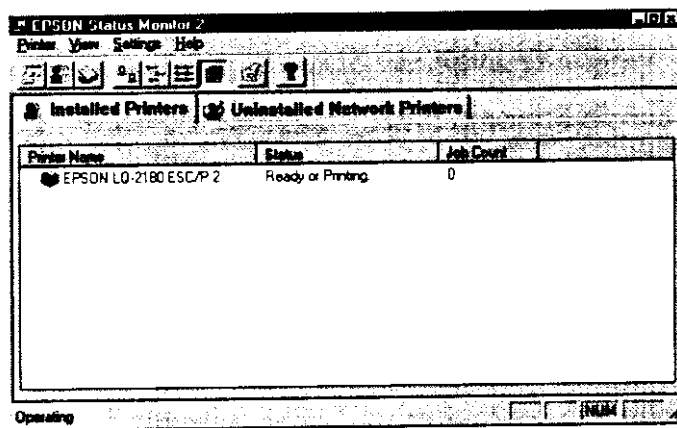 EPSON Status Monitor 2
Printer View Settings Help
Installed Printers Uninstalled Network Printers
Printer Name Status Job Count
EPSON LQ-2180 ESC/P 2 Ready or Printing. 0
Operating NUM